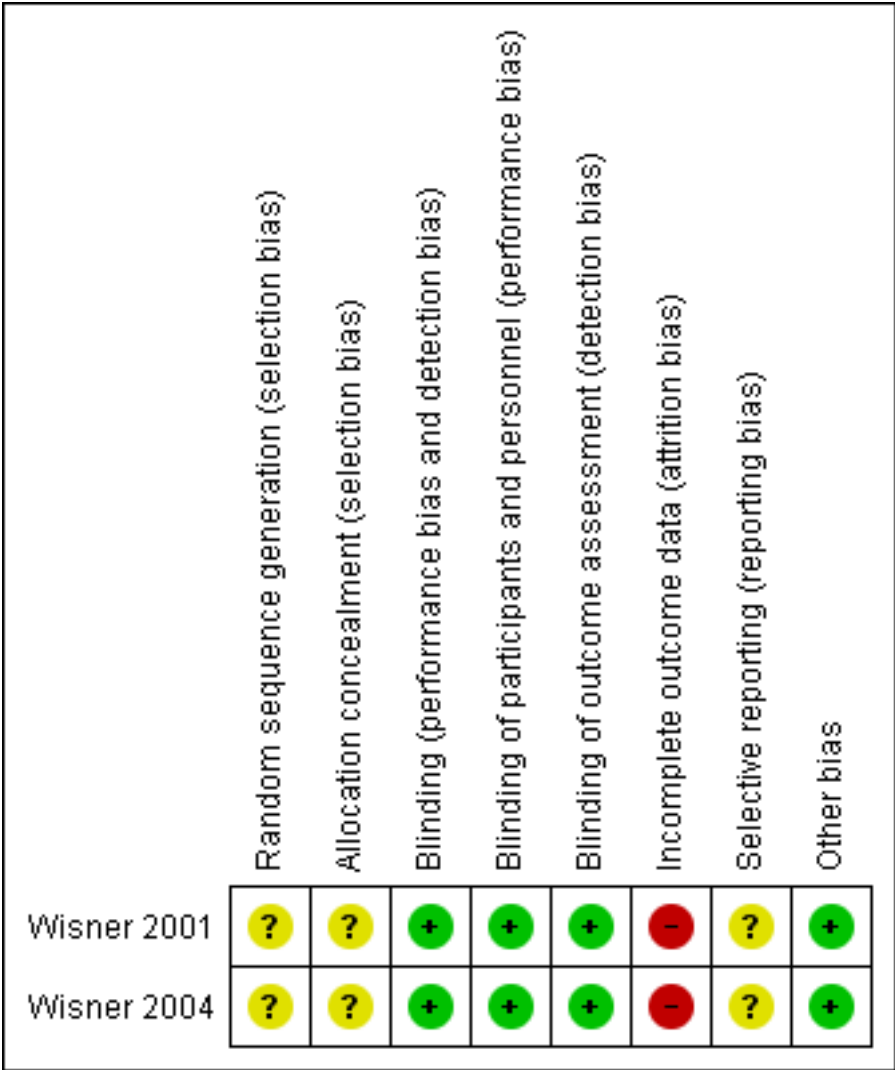 Random sequence generation (selection bias)
Allocation concealment (selection bias)
Blinding (performance bias and detection bias)
Blinding of participants and personnel (performance bias)
Blinding of outcome assessment (detection bias)
Incomplete outcome data (attrition bias)
Selective reporting (reporting bias)
Other bias
Wisner 2001 ? ? + + + - ? +
Wisner 2004 ? ? + + + - ? +